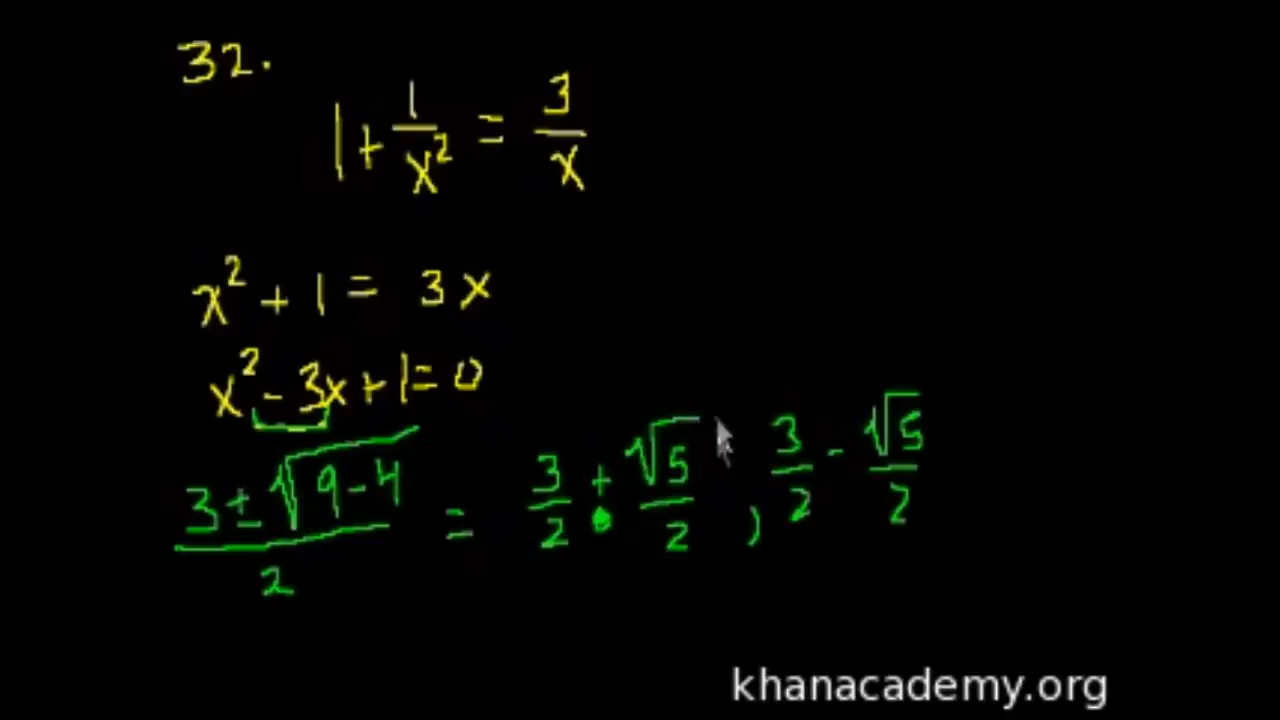 32.
1 + 1/x² = 3/x
x² + 1 = 3x
x² - 3x + 1 = 0
(3 ± √(9-4))/2 = 3/2 + √5/2 , 3/2 - √5/2
khanacademy.org